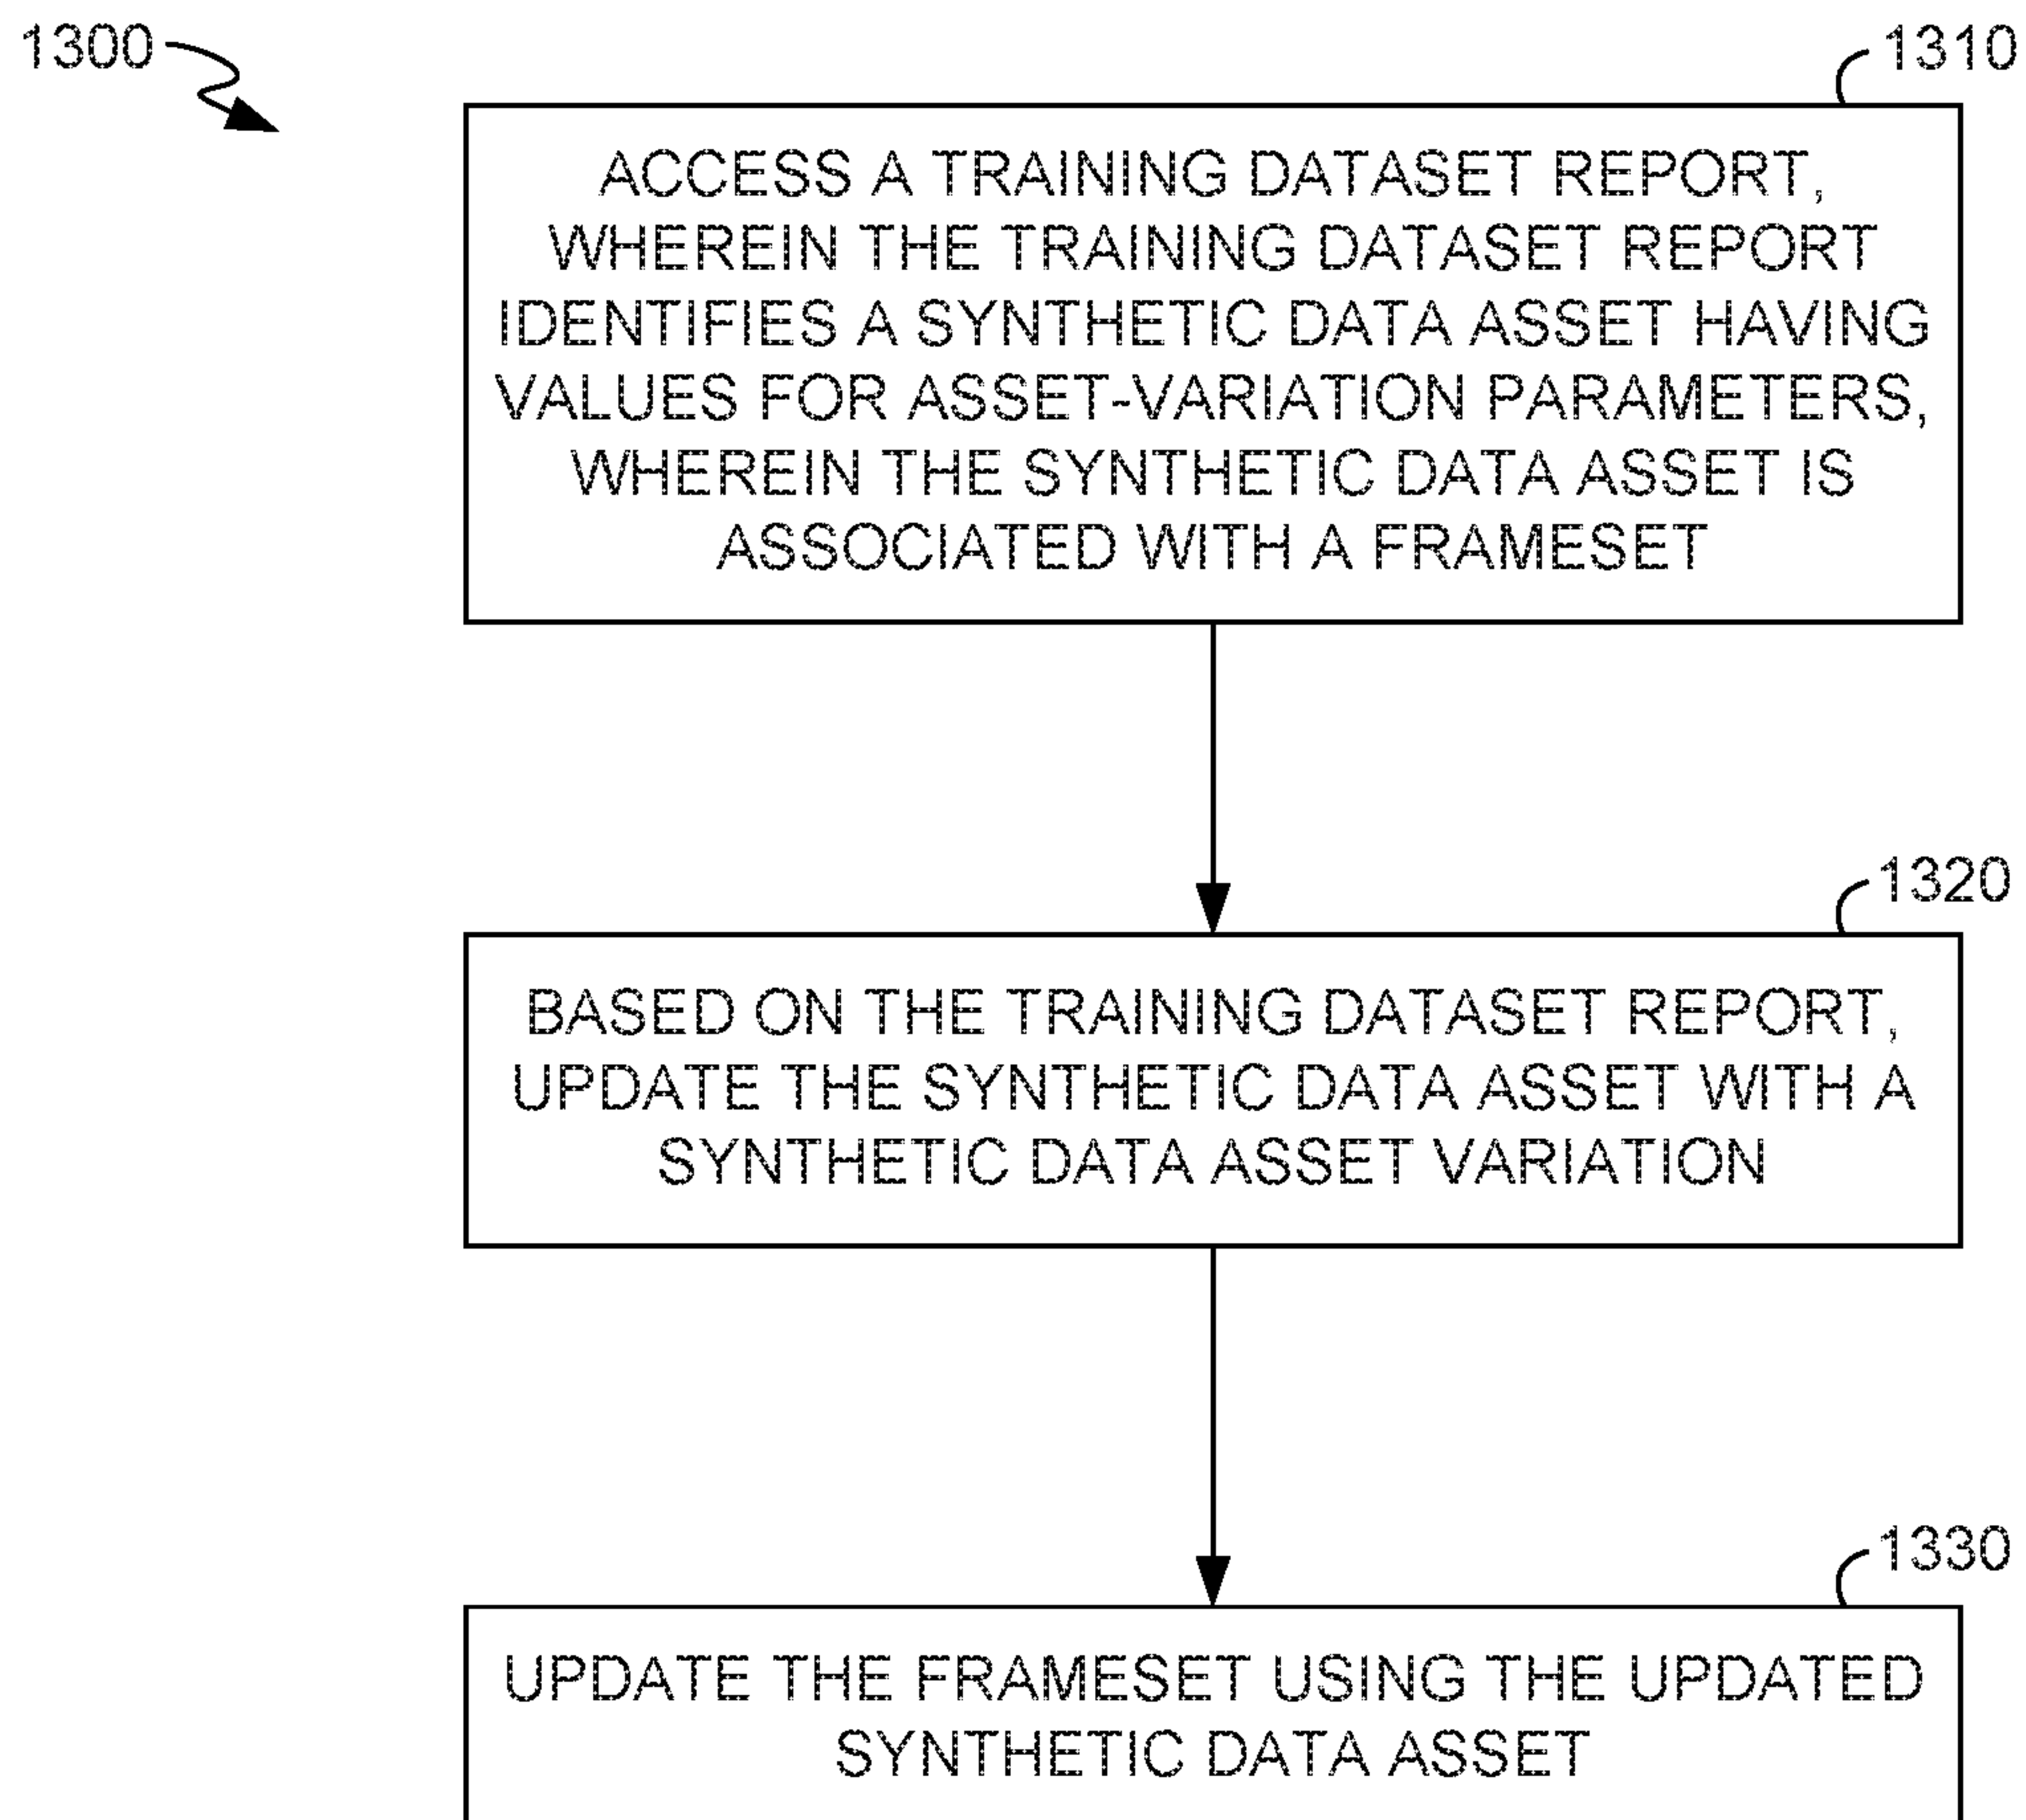 1300
1310
ACCESS A TRAINING DATASET REPORT,
WHEREIN THE TRAINING DATASET REPORT
IDENTIFIES A SYNTHETIC DATA ASSET HAVING
VALUES FOR ASSET-VARIATION PARAMETERS,
WHEREIN THE SYNTHETIC DATA ASSET IS
ASSOCIATED WITH A FRAMESET
1320
BASED ON THE TRAINING DATASET REPORT,
UPDATE THE SYNTHETIC DATA ASSET WITH A
SYNTHETIC DATA ASSET VARIATION
1330
UPDATE THE FRAMESET USING THE UPDATED
SYNTHETIC DATA ASSET